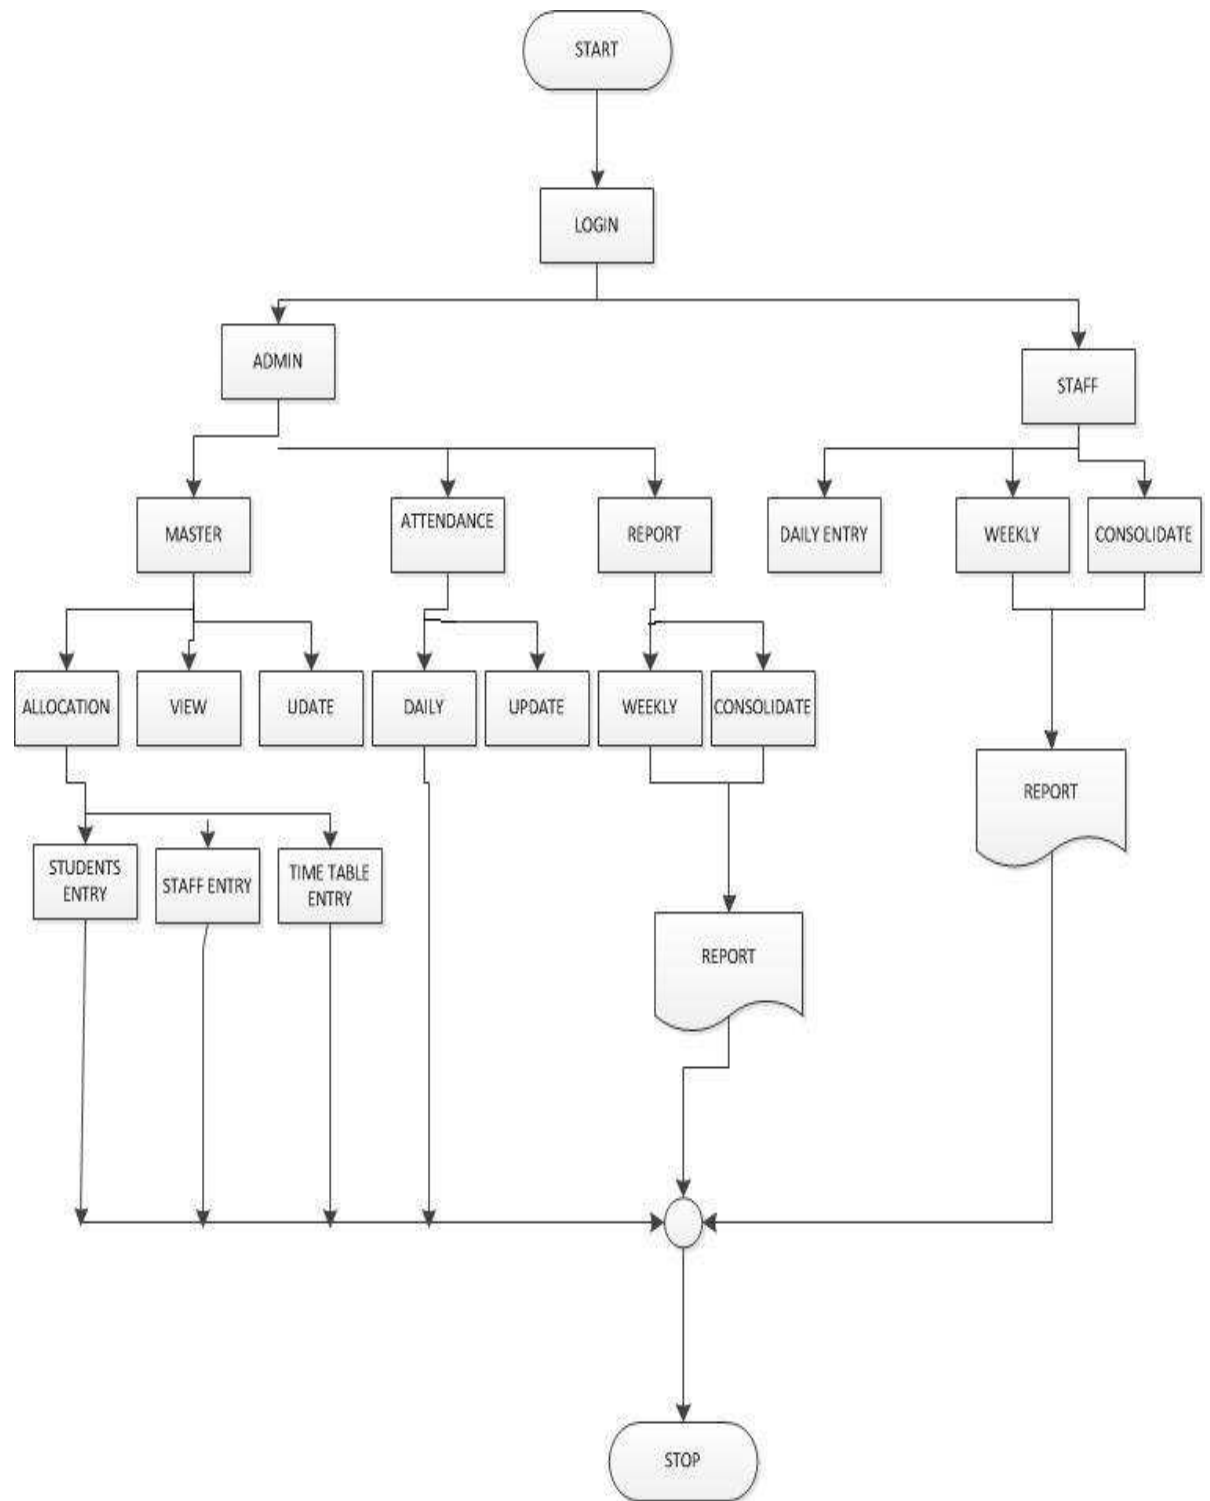 START
LOGIN
ADMIN
STAFF
MASTER
ATTENDANCE
REPORT
DAILY ENTRY
WEEKLY
CONSOLIDATE
ALLOCATION
VIEW
UDATE
DAILY
UPDATE
WEEKLY
CONSOLIDATE
REPORT
STUDENTS
ENTRY
STAFF ENTRY
TIME TABLE
ENTRY
REPORT
STOP